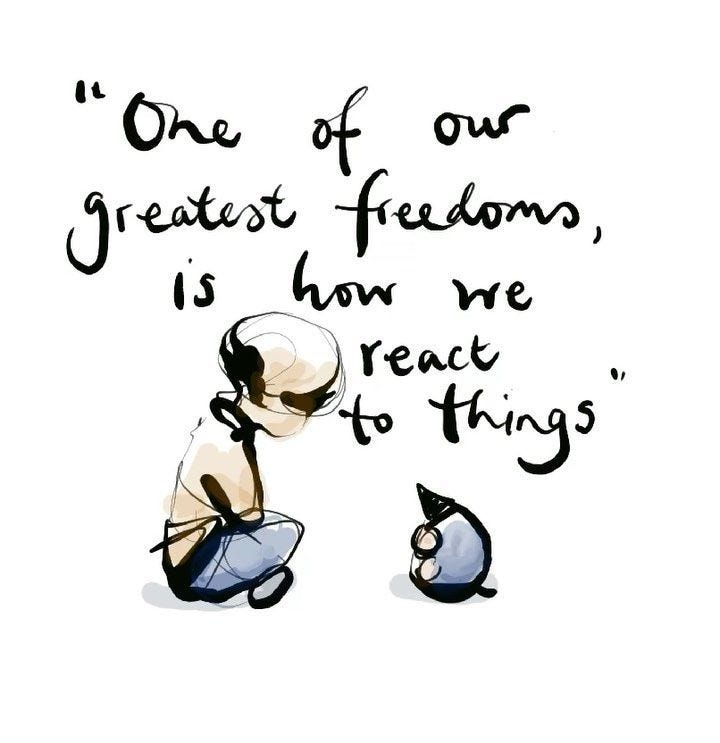 "One of our
greatest freedoms,
is how we
react
to things"